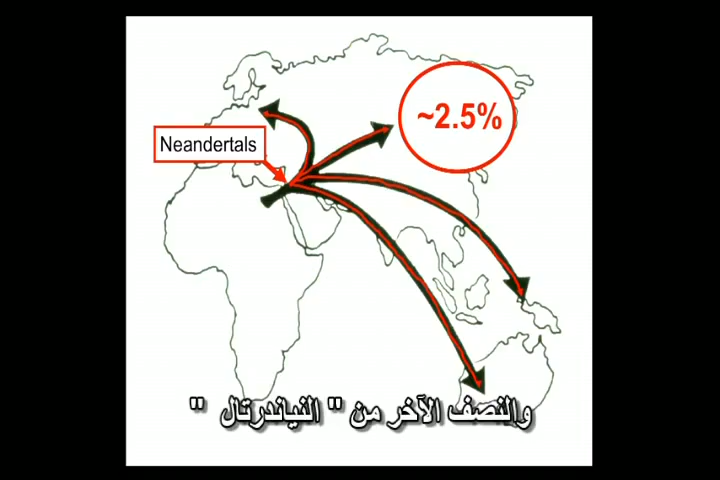 ~2.5%
Neandertals
والنصف الآخر من " النياندرتال "